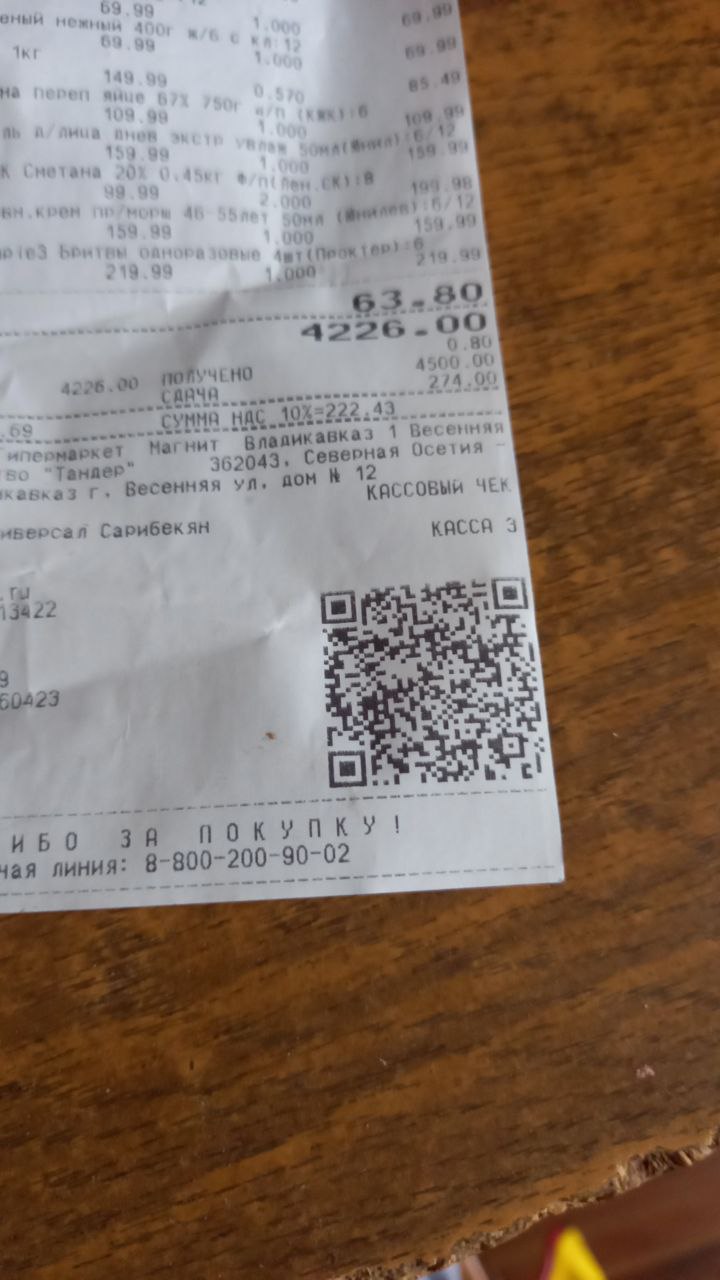 69.99 1.000 69.99
еный нежный 400г ж/б с кл:12
69.99 1.000 69.99
1кг
149.99 0.570 85.49
на переп яйце 67% 750г д/п (КЖК):6
109.99 1.000 109.99
ль д/лица днев экстр увлаж 50мл(Юнил):6/12
159.99 1.000 159.99
К Сметана 20% 0.45кг ф/п(Лен.СК):8
99.99 2.000 199.98
вн.крем пр/морщ 46-55лет 50мл (Юнилев):6/12
159.99 1.000 159.99
Бритвы одноразовые 4шт(Проктер):6
219.99 1.000 219.99
63.80
4226.00
0.80
4226.00 ПОЛУЧЕНО 4500.00
СДАЧА 274.00
.69 СУММА НДС 10%=222.43
ипермаркет Магнит Владикавказ 1 Весенняя
во "Тандер" 362043, Северная Осетия -
икавказ г, Весенняя ул, дом № 12
КАССОВЫЙ ЧЕК
иверсал Сарибекян КАССА 3
.ru
13422
9
60423
ИБО ЗА ПОКУПКУ!
чая линия: 8-800-200-90-02